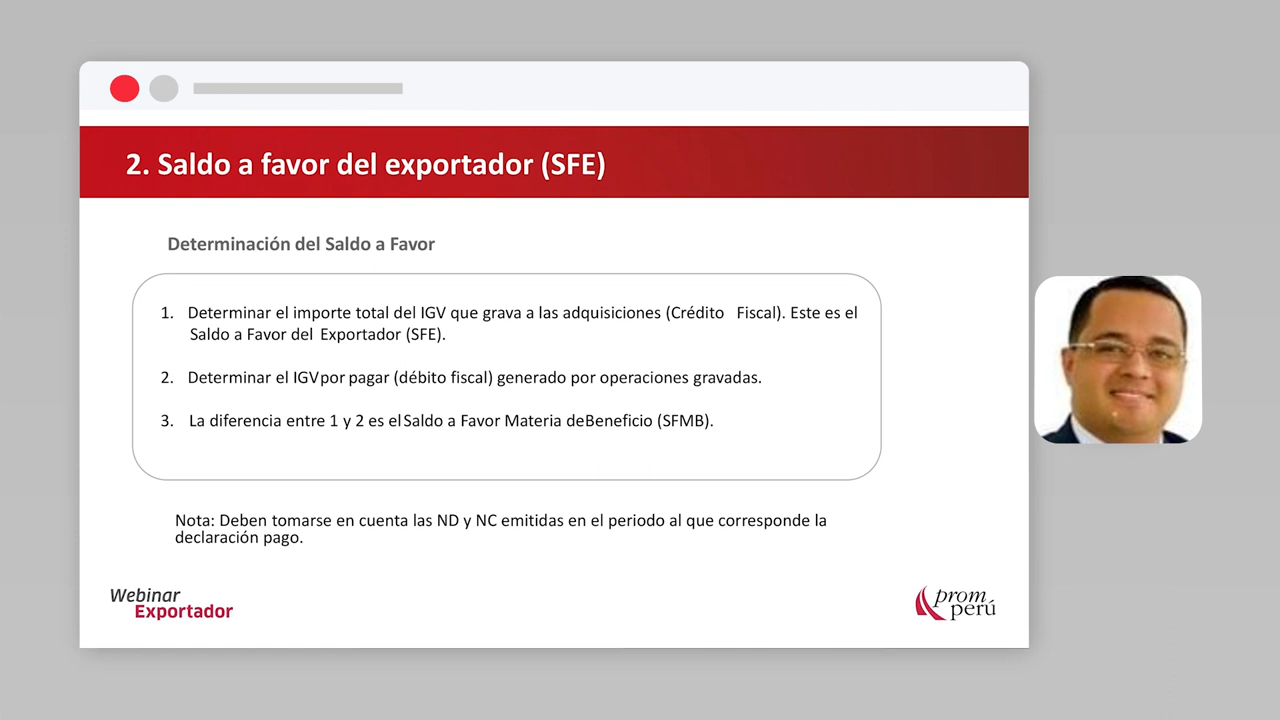 2. Saldo a favor del exportador (SFE)
Determinación del Saldo a Favor
1. Determinar el importe total del IGV que grava a las adquisiciones (Crédito Fiscal). Este es el
Saldo a Favor del Exportador (SFE).
2. Determinar el IGVpor pagar (débito fiscal) generado por operaciones gravadas.
3. La diferencia entre 1 y 2 es elSaldo a Favor Materia deBeneficio (SFMB).
Nota: Deben tomarse en cuenta las ND y NC emitidas en el periodo al que corresponde la
declaración pago.
Webinar
Exportador
prom
perú